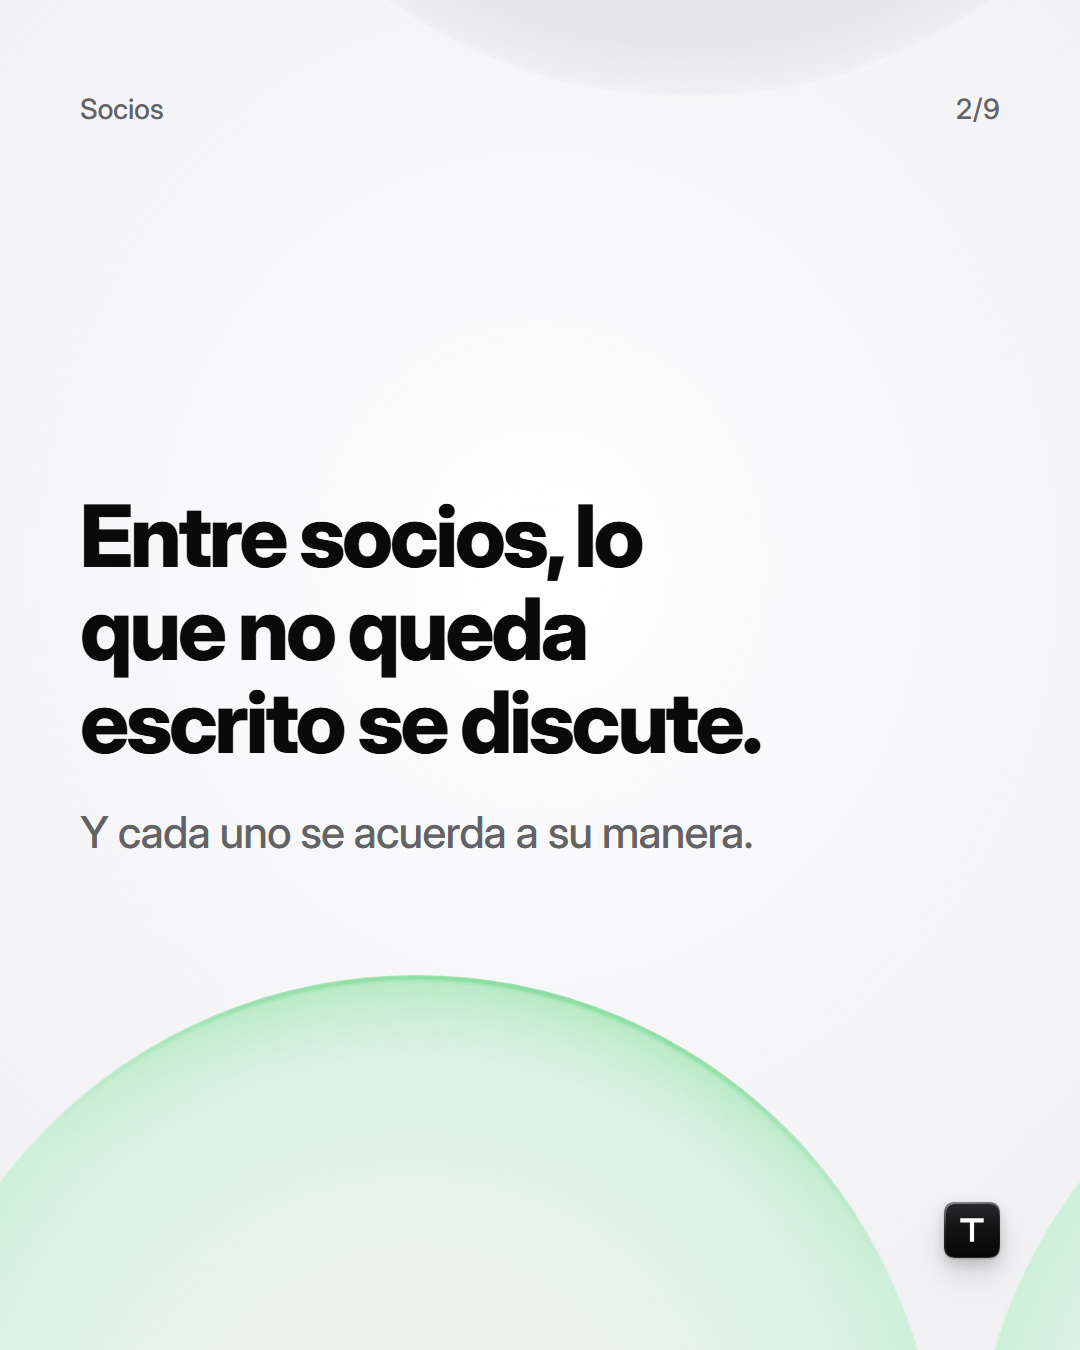 Socios
2/9
Entre socios, lo
que no queda
escrito se discute.
Y cada uno se acuerda a su manera.
T